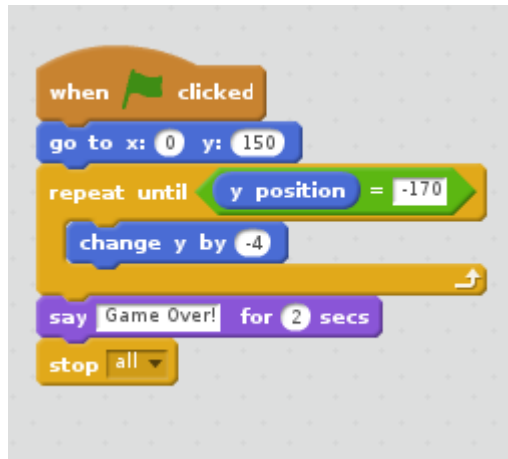 when clicked
go to x: 0 y: 150
repeat until y position = -170
change y by -4
say Game Over! for 2 secs
stop all